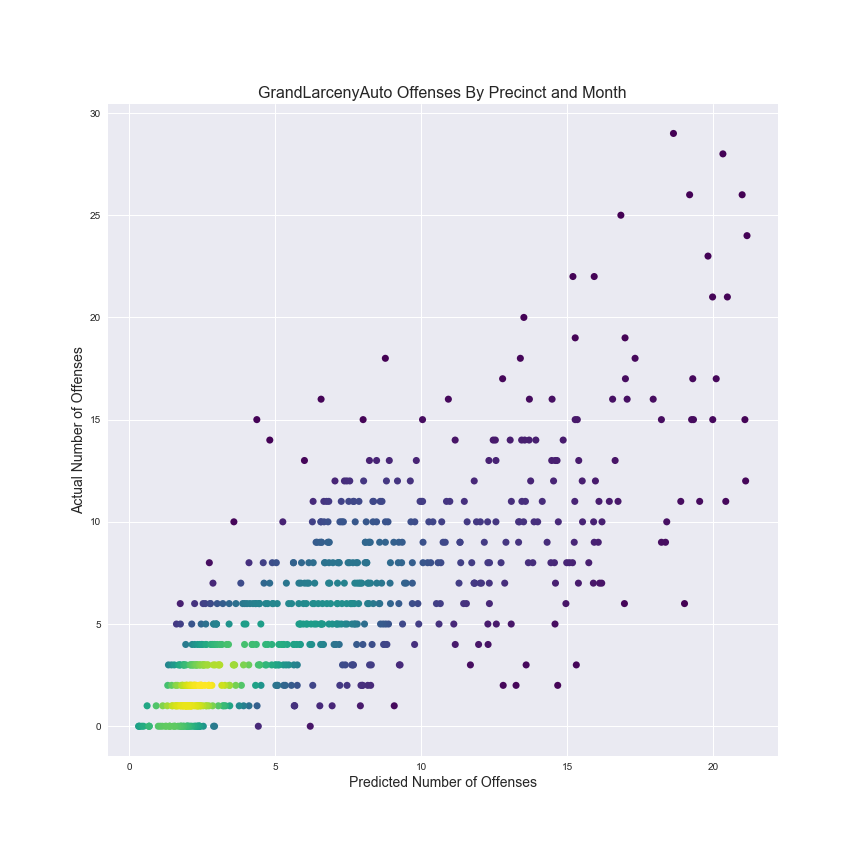 GrandLarcenyAuto Offenses By Precinct and Month
30
25
20
15
10
5
0
Actual Number of Offenses
0 5 10 15 20
Predicted Number of Offenses